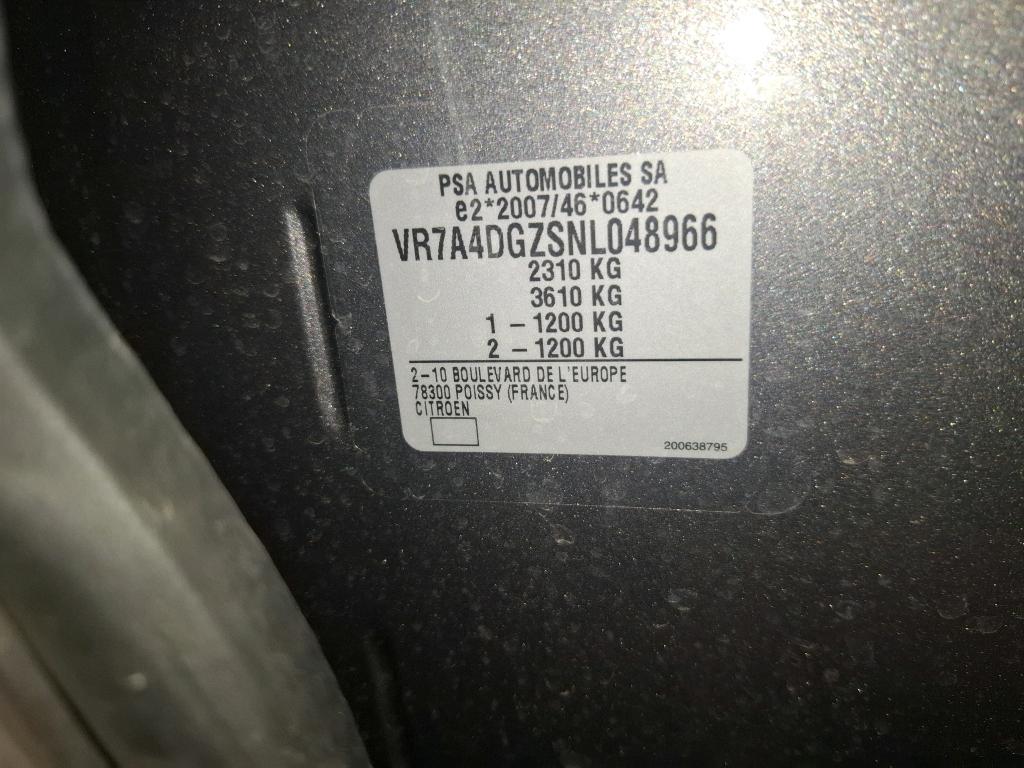 PSA AUTOMOBILES SA
e2*2007/46*0642
VR7A4DGZSNL048966
2310 KG
3610 KG
1 - 1200 KG
2 - 1200 KG
2-10 BOULEVARD DE L'EUROPE
78300 POISSY (FRANCE)
CITROEN
200638795